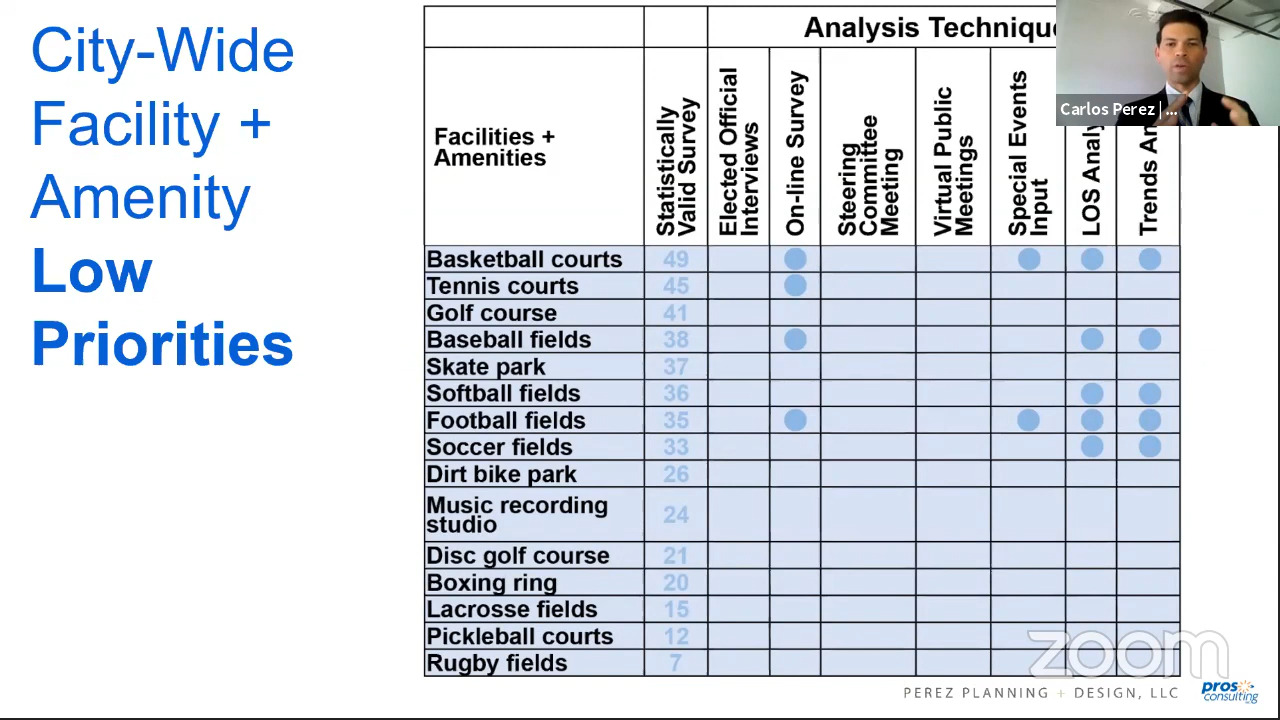 City-Wide
Facility +
Amenity
Low
Priorities
Analysis Techniqu
Facilities +
Amenities
Statistically
Valid Survey
Elected Official
Interviews
On-line Survey
Steering
Committee
Meeting
Virtual Public
Meetings
Special Events
Input
LOS Analy
Trends An
Carlos Perez | ...
Basketball courts 49
Tennis courts 45
Golf course 41
Baseball fields 38
Skate park 37
Softball fields 36
Football fields 35
Soccer fields 33
Dirt bike park 26
Music recording
studio 24
Disc golf course 21
Boxing ring 20
Lacrosse fields 15
Pickleball courts 12
Rugby fields 7
zoom
PEREZ PLANNING + DESIGN, LLC
pros
consulting